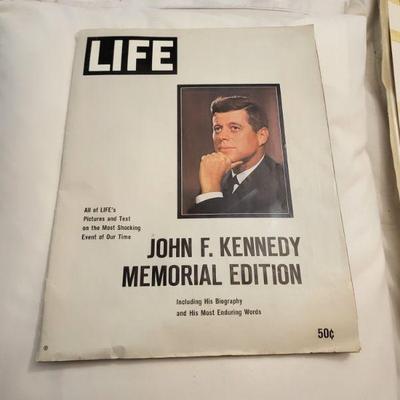 LIFE
All of LIFE's
Pictures and Text
on the Most Shocking
Event of Our Time
JOHN F. KENNEDY
MEMORIAL EDITION
Including His Biography
and His Most Enduring Words
50¢